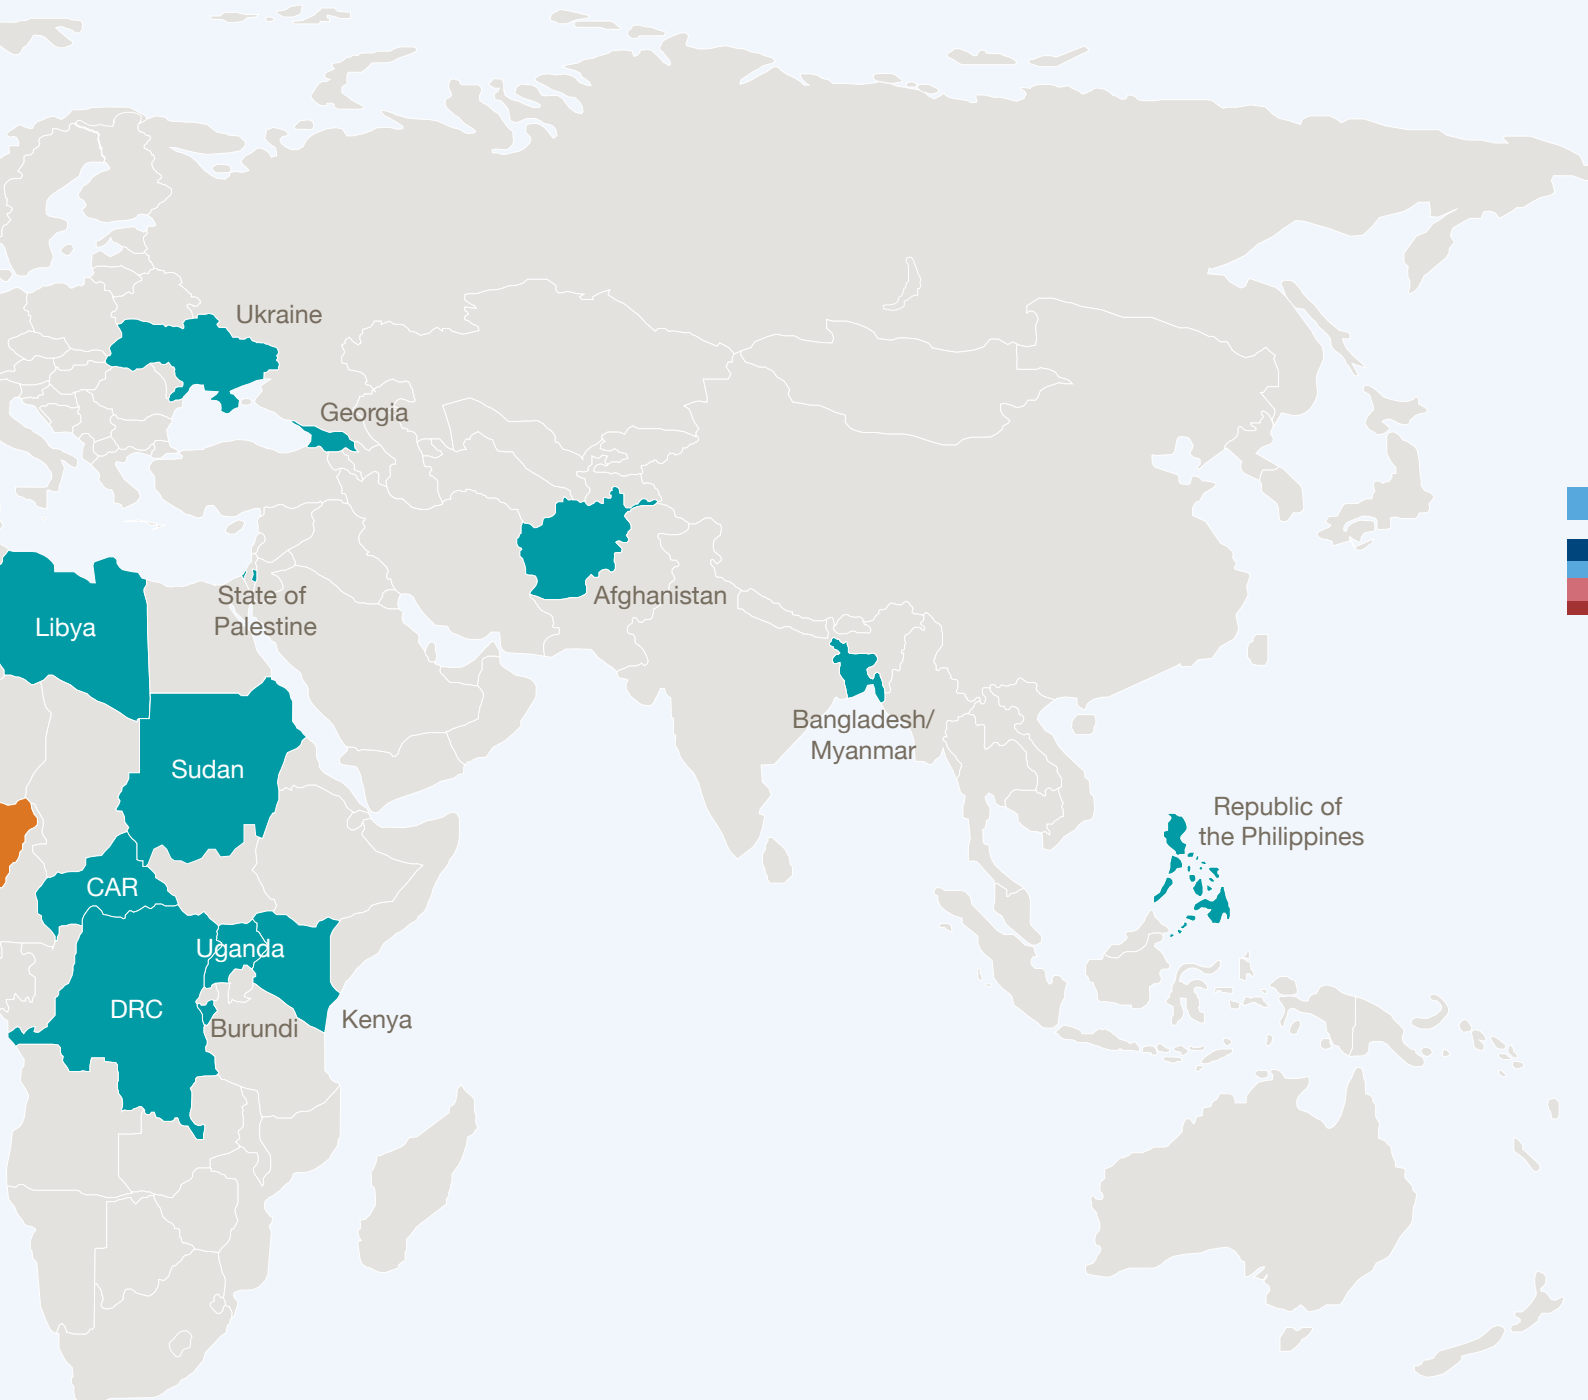 Ukraine
Georgia
State of
Palestine
Afghanistan
Libya
Bangladesh/
Myanmar
Sudan
Republic of
the Philippines
CAR
Uganda
DRC
Burundi
Kenya